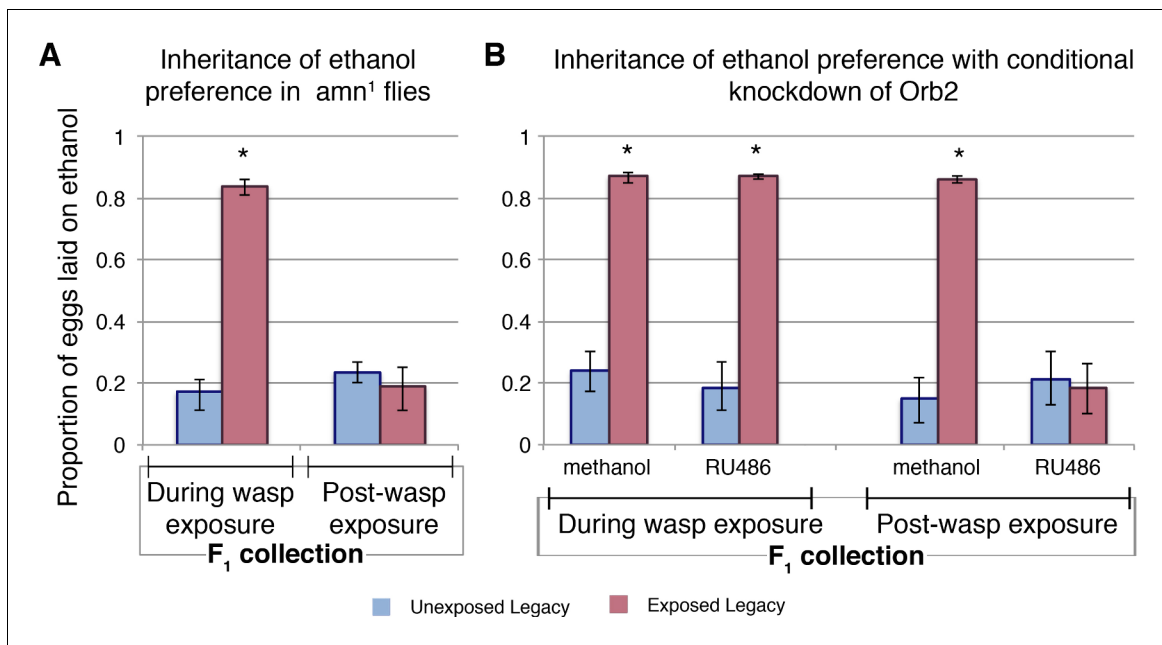 A
Inheritance of ethanol
preference in amn¹ flies
Proportion of eggs laid on ethanol
1
0.8
0.6
0.4
0.2
0
*
During wasp
exposure
Post-wasp
exposure
F₁ collection
B
Inheritance of ethanol preference with conditional
knockdown of Orb2
1
0.8
0.6
0.4
0.2
0
* * *
methanol RU486 methanol RU486
During wasp exposure Post-wasp exposure
F₁ collection
Unexposed Legacy Exposed Legacy